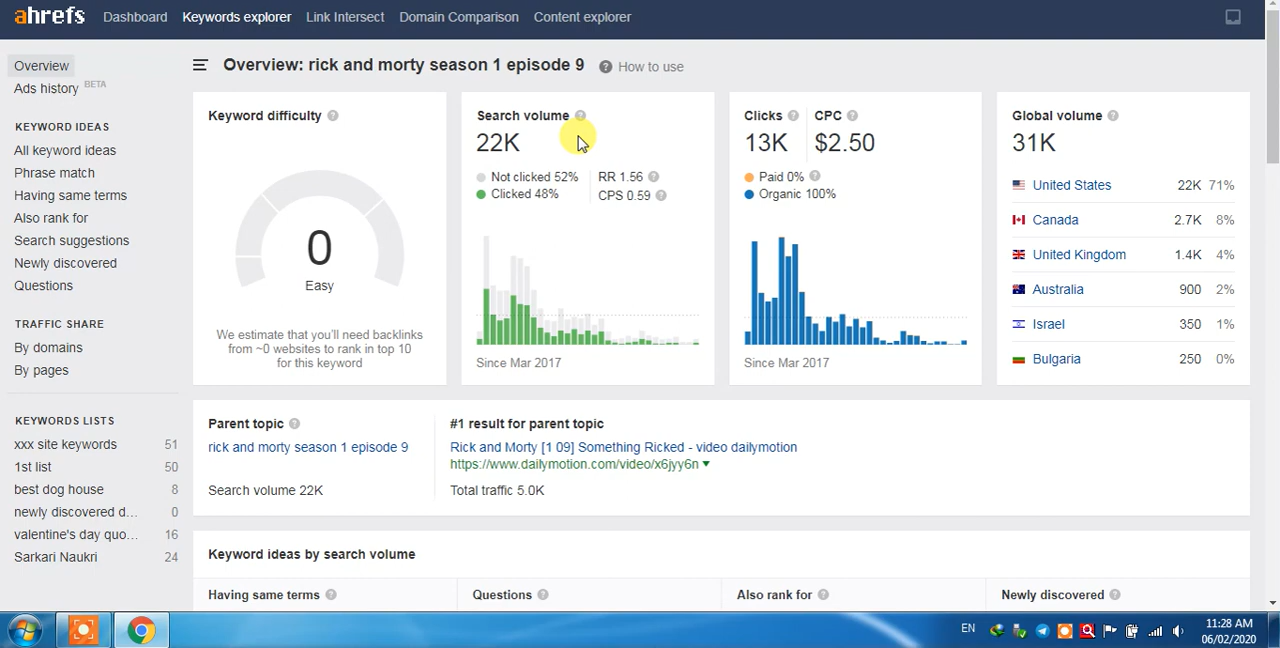 ahrefs
Dashboard
Keywords explorer
Link Intersect
Domain Comparison
Content explorer
Overview
Ads history BETA
KEYWORD IDEAS
All keyword ideas
Phrase match
Having same terms
Also rank for
Search suggestions
Newly discovered
Questions
TRAFFIC SHARE
By domains
By pages
KEYWORDS LISTS
xxx site keywords 51
1st list 50
best dog house 8
newly discovered d... 0
valentine's day quo... 16
Sarkari Naukri 24
Overview: rick and morty season 1 episode 9 ? How to use
Keyword difficulty ?
0
Easy
We estimate that you'll need backlinks
from ~0 websites to rank in top 10
for this keyword
Search volume ?
22K
Not clicked 52%
Clicked 48%
RR 1.56 ?
CPS 0.59 ?
Since Mar 2017
Clicks ?
13K
CPC ?
$2.50
Paid 0% ?
Organic 100%
Since Mar 2017
Global volume ?
31K
United States 22K 71%
Canada 2.7K 8%
United Kingdom 1.4K 4%
Australia 900 2%
Israel 350 1%
Bulgaria 250 0%
Parent topic ?
rick and morty season 1 episode 9
Search volume 22K
#1 result for parent topic
Rick and Morty [1 09] Something Ricked - video dailymotion
https://www.dailymotion.com/video/x6jyy6n
Total traffic 5.0K
Keyword ideas by search volume
Having same terms ?
Questions ?
Also rank for ?
Newly discovered ?
EN
11:28 AM
06/02/2020